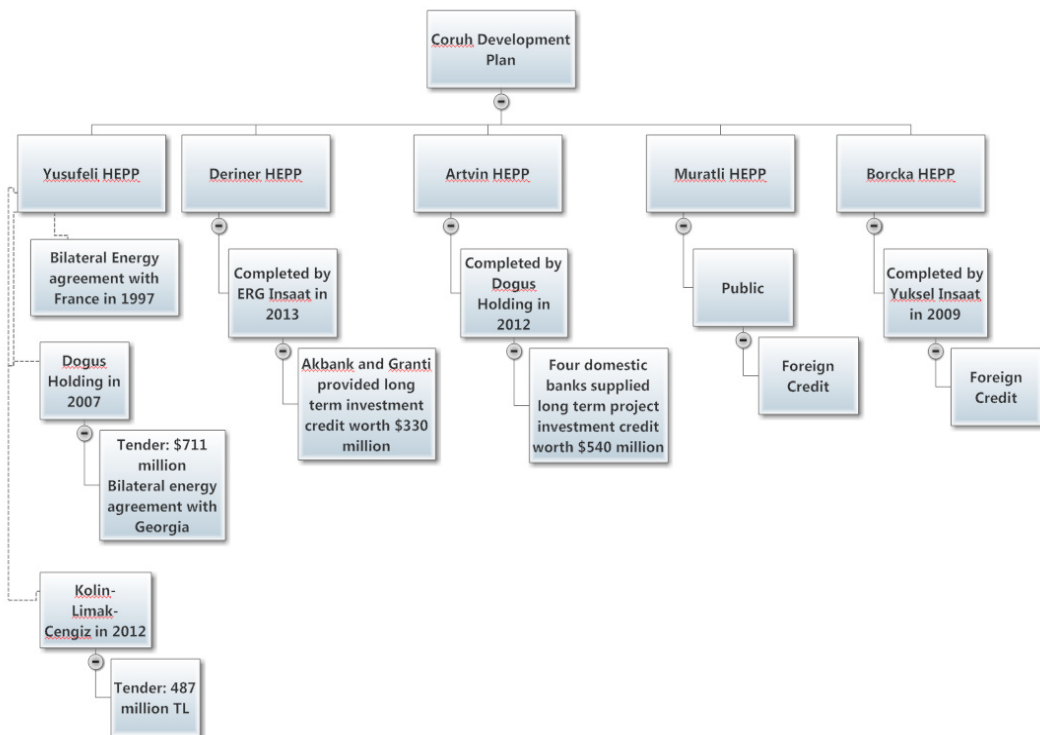 Coruh Development
Plan
Yusufeli HEPP
Deriner HEPP
Artvin HEPP
Muratli HEPP
Borcka HEPP
Bilateral Energy
agreement with
France in 1997
Dogus
Holding in
2007
Tender: $711
million
Bilateral energy
agreement with
Georgia
Kolin-
Limak-
Cengiz in 2012
Tender: 487
million TL
Completed by
ERG Insaat in
2013
Akbank and Granti
provided long
term investment
credit worth $330
million
Completed by
Dogus
Holding in
2012
Four domestic
banks supplied
long term project
investment credit
worth $540 million
Public
Foreign
Credit
Completed by
Yuksel Insaat
in 2009
Foreign
Credit